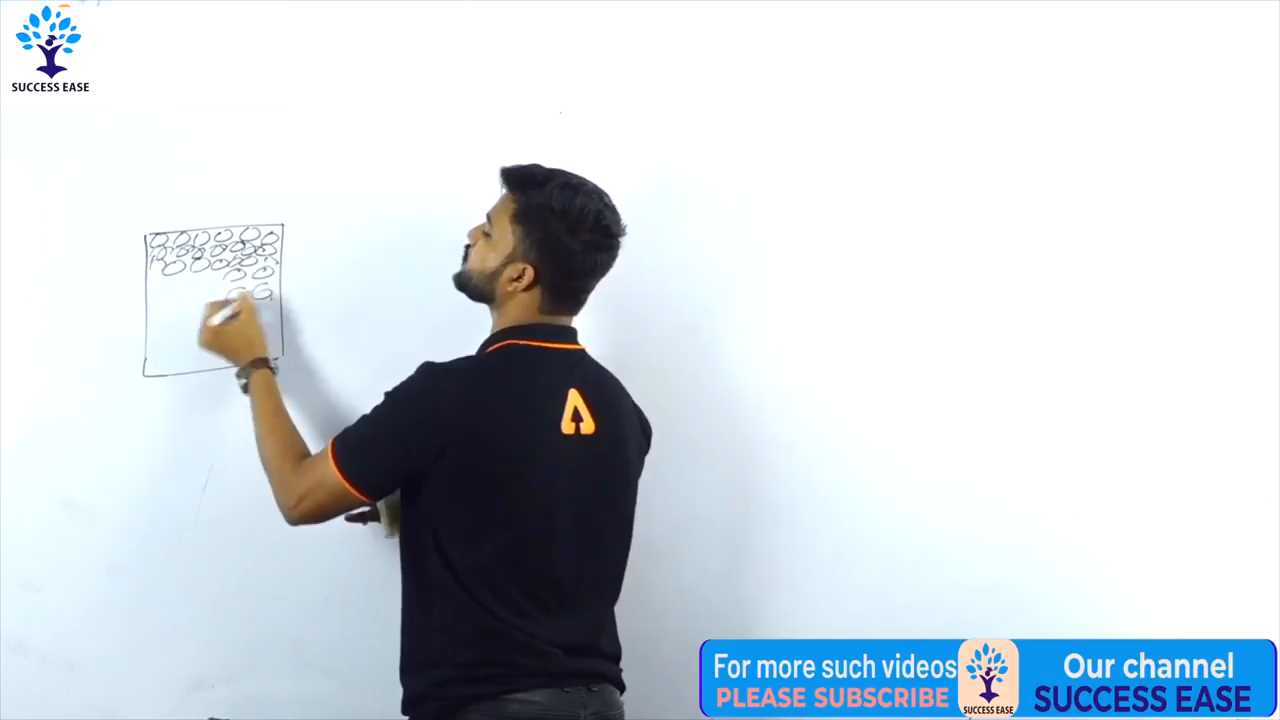 SUCCESS EASE
For more such videos
PLEASE SUBSCRIBE
SUCCESS EASE
Our channel
SUCCESS EASE